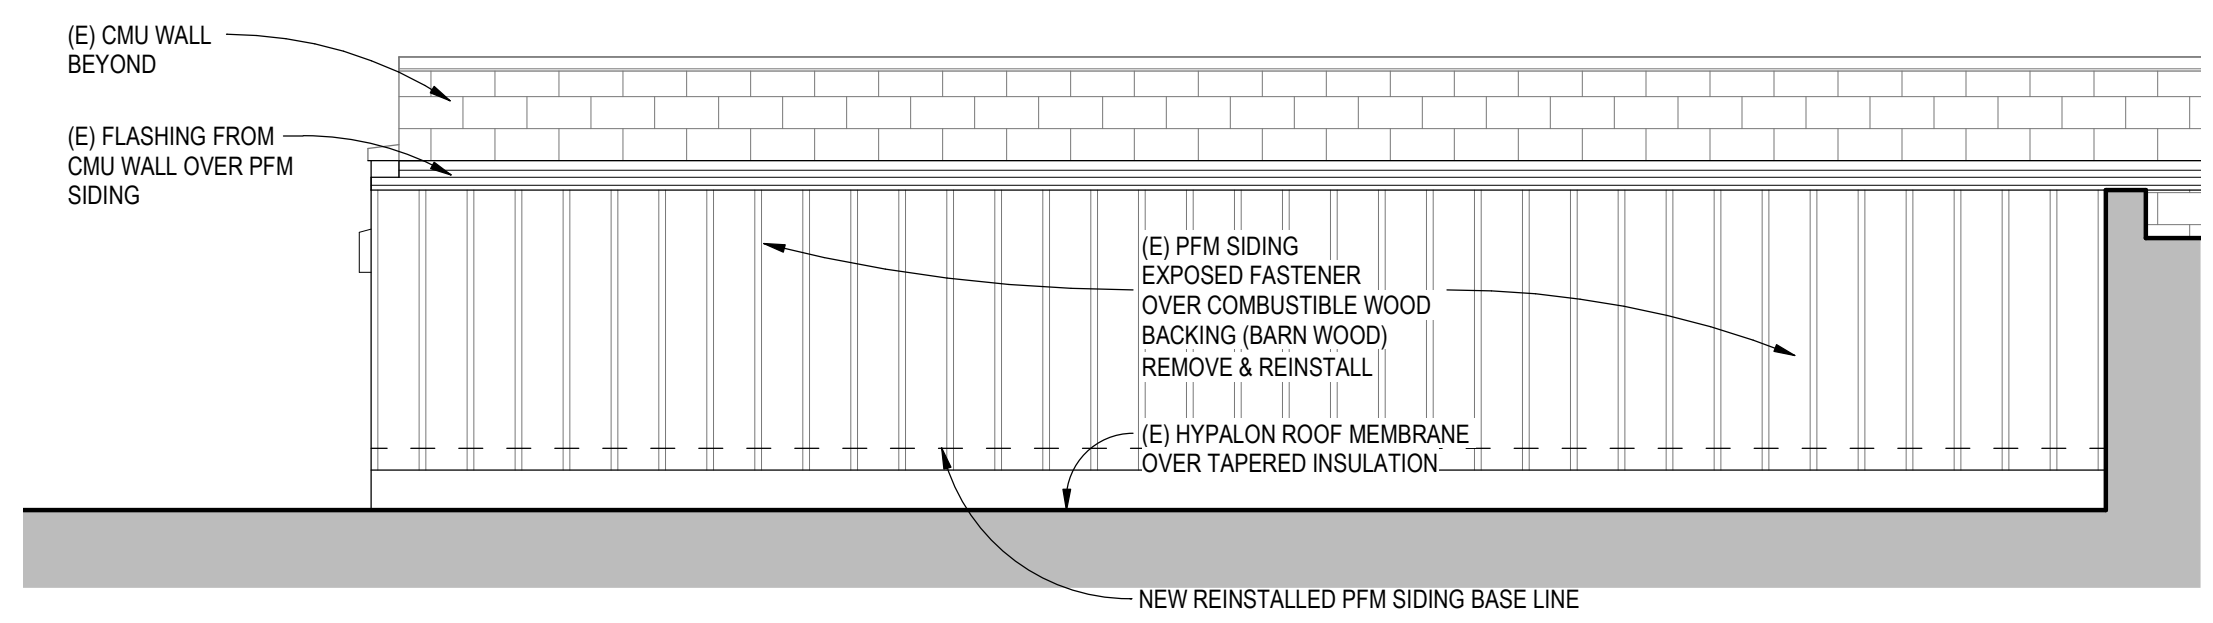 (E) CMU WALL
BEYOND
(E) FLASHING FROM
CMU WALL OVER PFM
SIDING
(E) PFM SIDING
EXPOSED FASTENER
OVER COMBUSTIBLE WOOD
BACKING (BARN WOOD)
REMOVE & REINSTALL
(E) HYPALON ROOF MEMBRANE
OVER TAPERED INSULATION
NEW REINSTALLED PFM SIDING BASE LINE